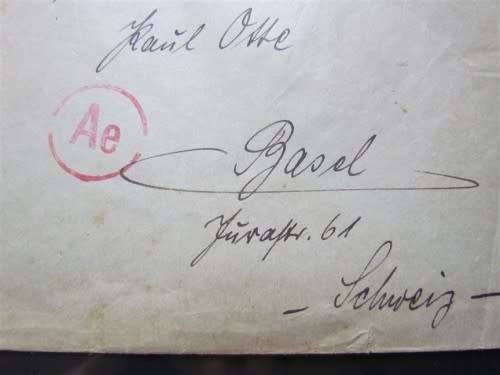 Paul Otte
Ae
Basel
Jurastr. 61
- Schweiz -